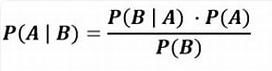 P(A | B) = P(B | A) · P(A) / P(B)